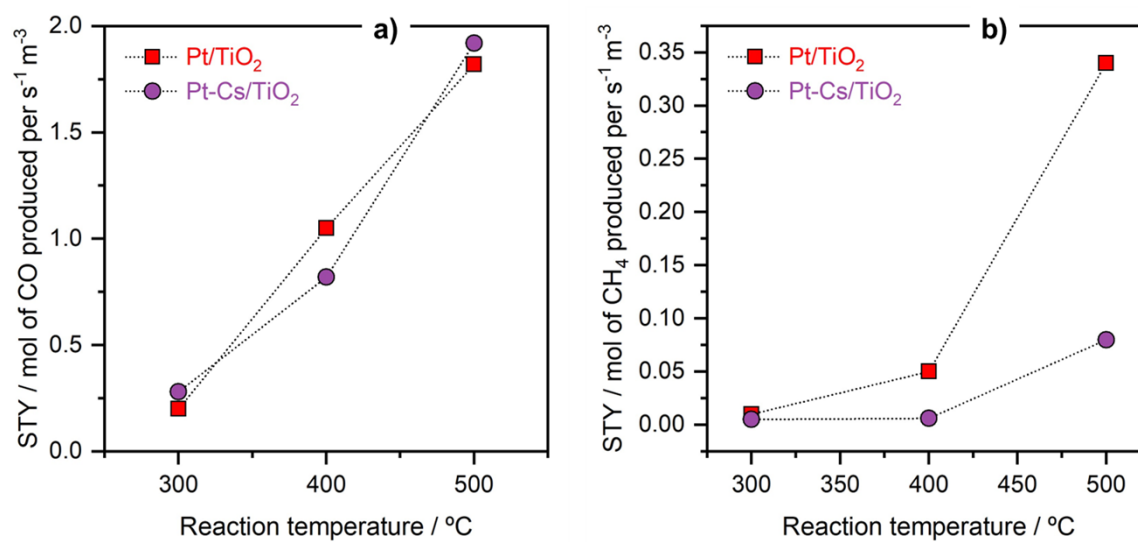 a)
Pt/TiO₂
Pt-Cs/TiO₂
STY / mol of CO produced per s⁻¹ m⁻³
2.0
1.5
1.0
0.5
0.0
300
400
500
Reaction temperature / ºC
b)
Pt/TiO₂
Pt-Cs/TiO₂
STY / mol of CH₄ produced per s⁻¹ m⁻³
0.35
0.30
0.25
0.20
0.15
0.10
0.05
0.00
300
350
400
450
500
Reaction temperature / ºC